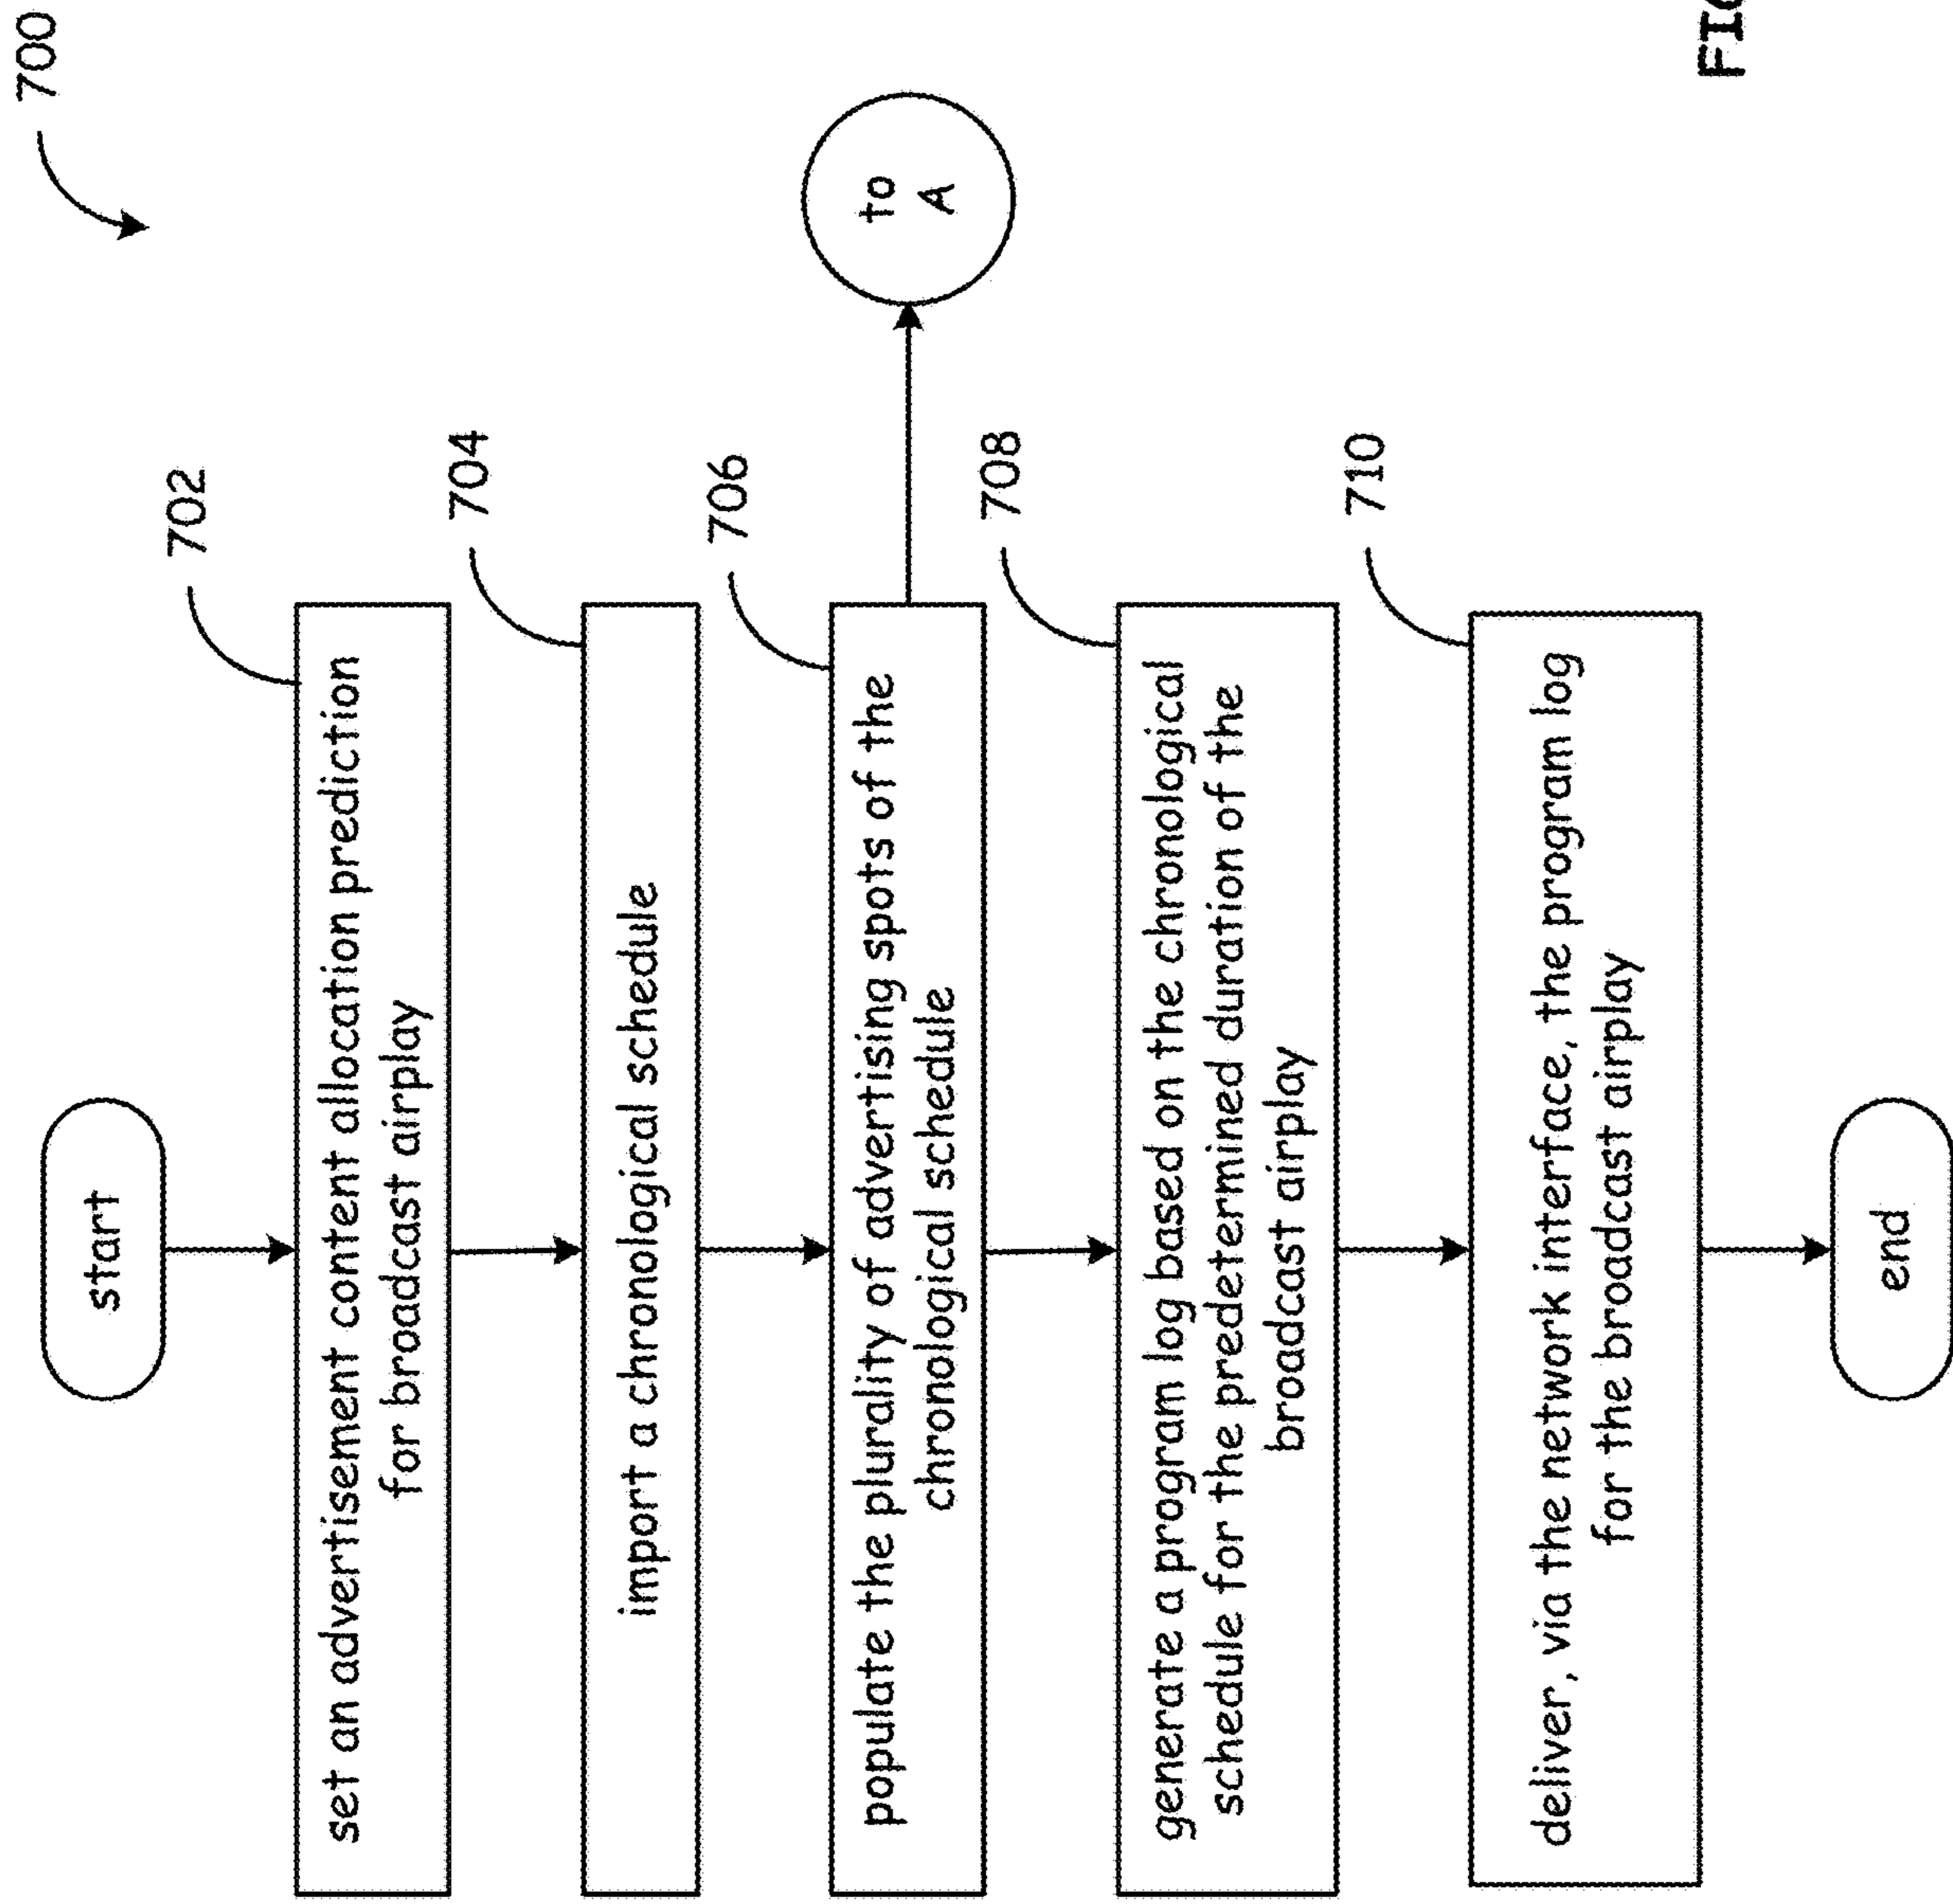 700
start
702
set an advertisement content allocation prediction
for broadcast airplay
704
import a chronological schedule
706
populate the plurality of advertising spots of the
chronological schedule
to
A
708
generate a program log based on the chronological
schedule for the predetermined duration of the
broadcast airplay
710
deliver, via the network interface, the program log
for the broadcast airplay
end